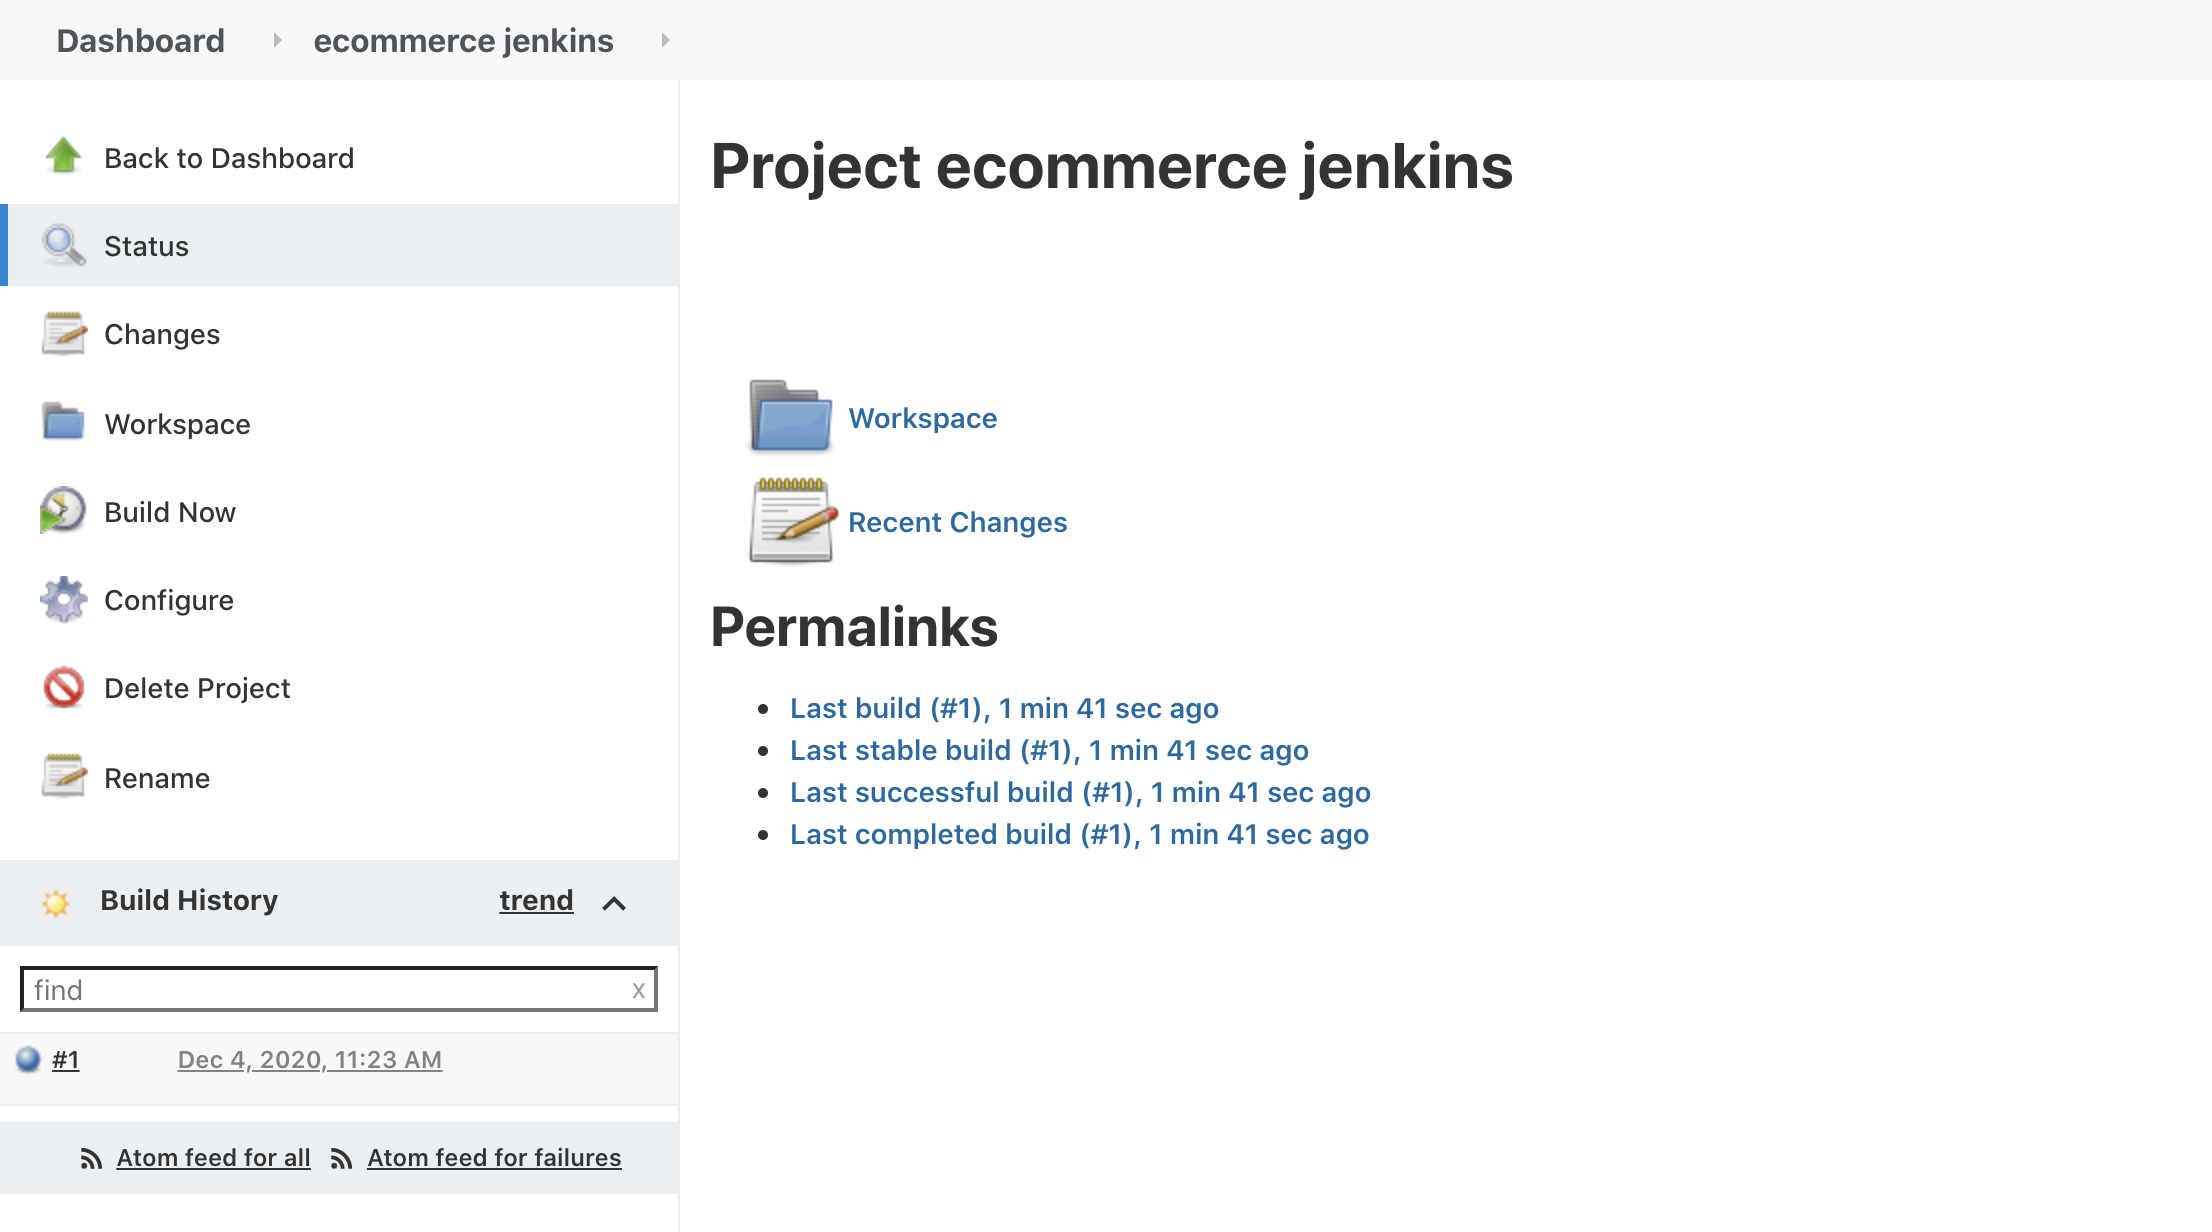 Dashboard ecommerce jenkins
Back to Dashboard
Status
Changes
Workspace
Build Now
Configure
Delete Project
Rename
Build History trend
find x
#1 Dec 4, 2020, 11:23 AM
Atom feed for all Atom feed for failures
Project ecommerce jenkins
Workspace
Recent Changes
Permalinks
Last build (#1), 1 min 41 sec ago
Last stable build (#1), 1 min 41 sec ago
Last successful build (#1), 1 min 41 sec ago
Last completed build (#1), 1 min 41 sec ago